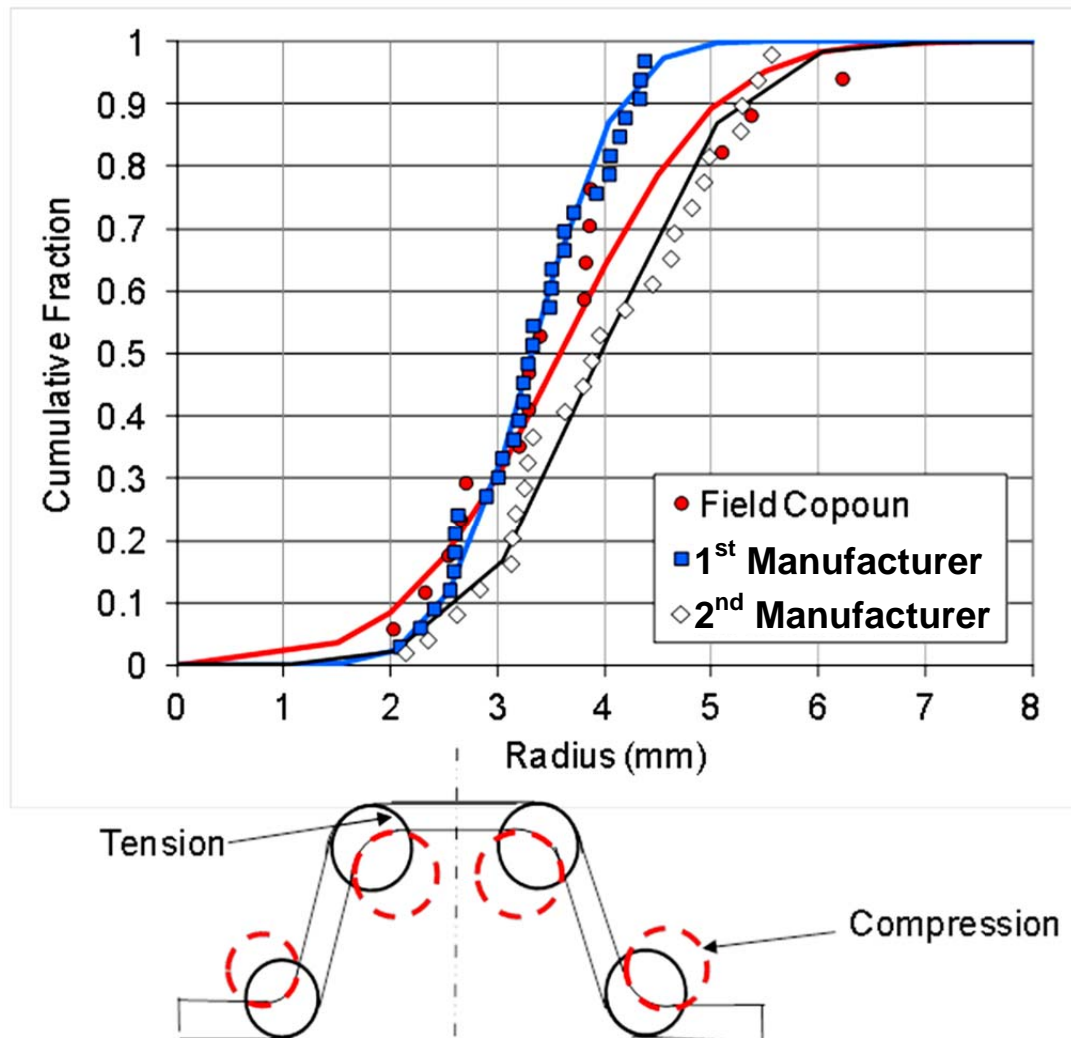 1
0.9
0.8
0.7
0.6
0.5
0.4
0.3
0.2
0.1
0
Cumulative Fraction
Field Copoun
1st Manufacturer
2nd Manufacturer
0 1 2 3 4 5 6 7 8
Radius (mm)
Tension
Compression